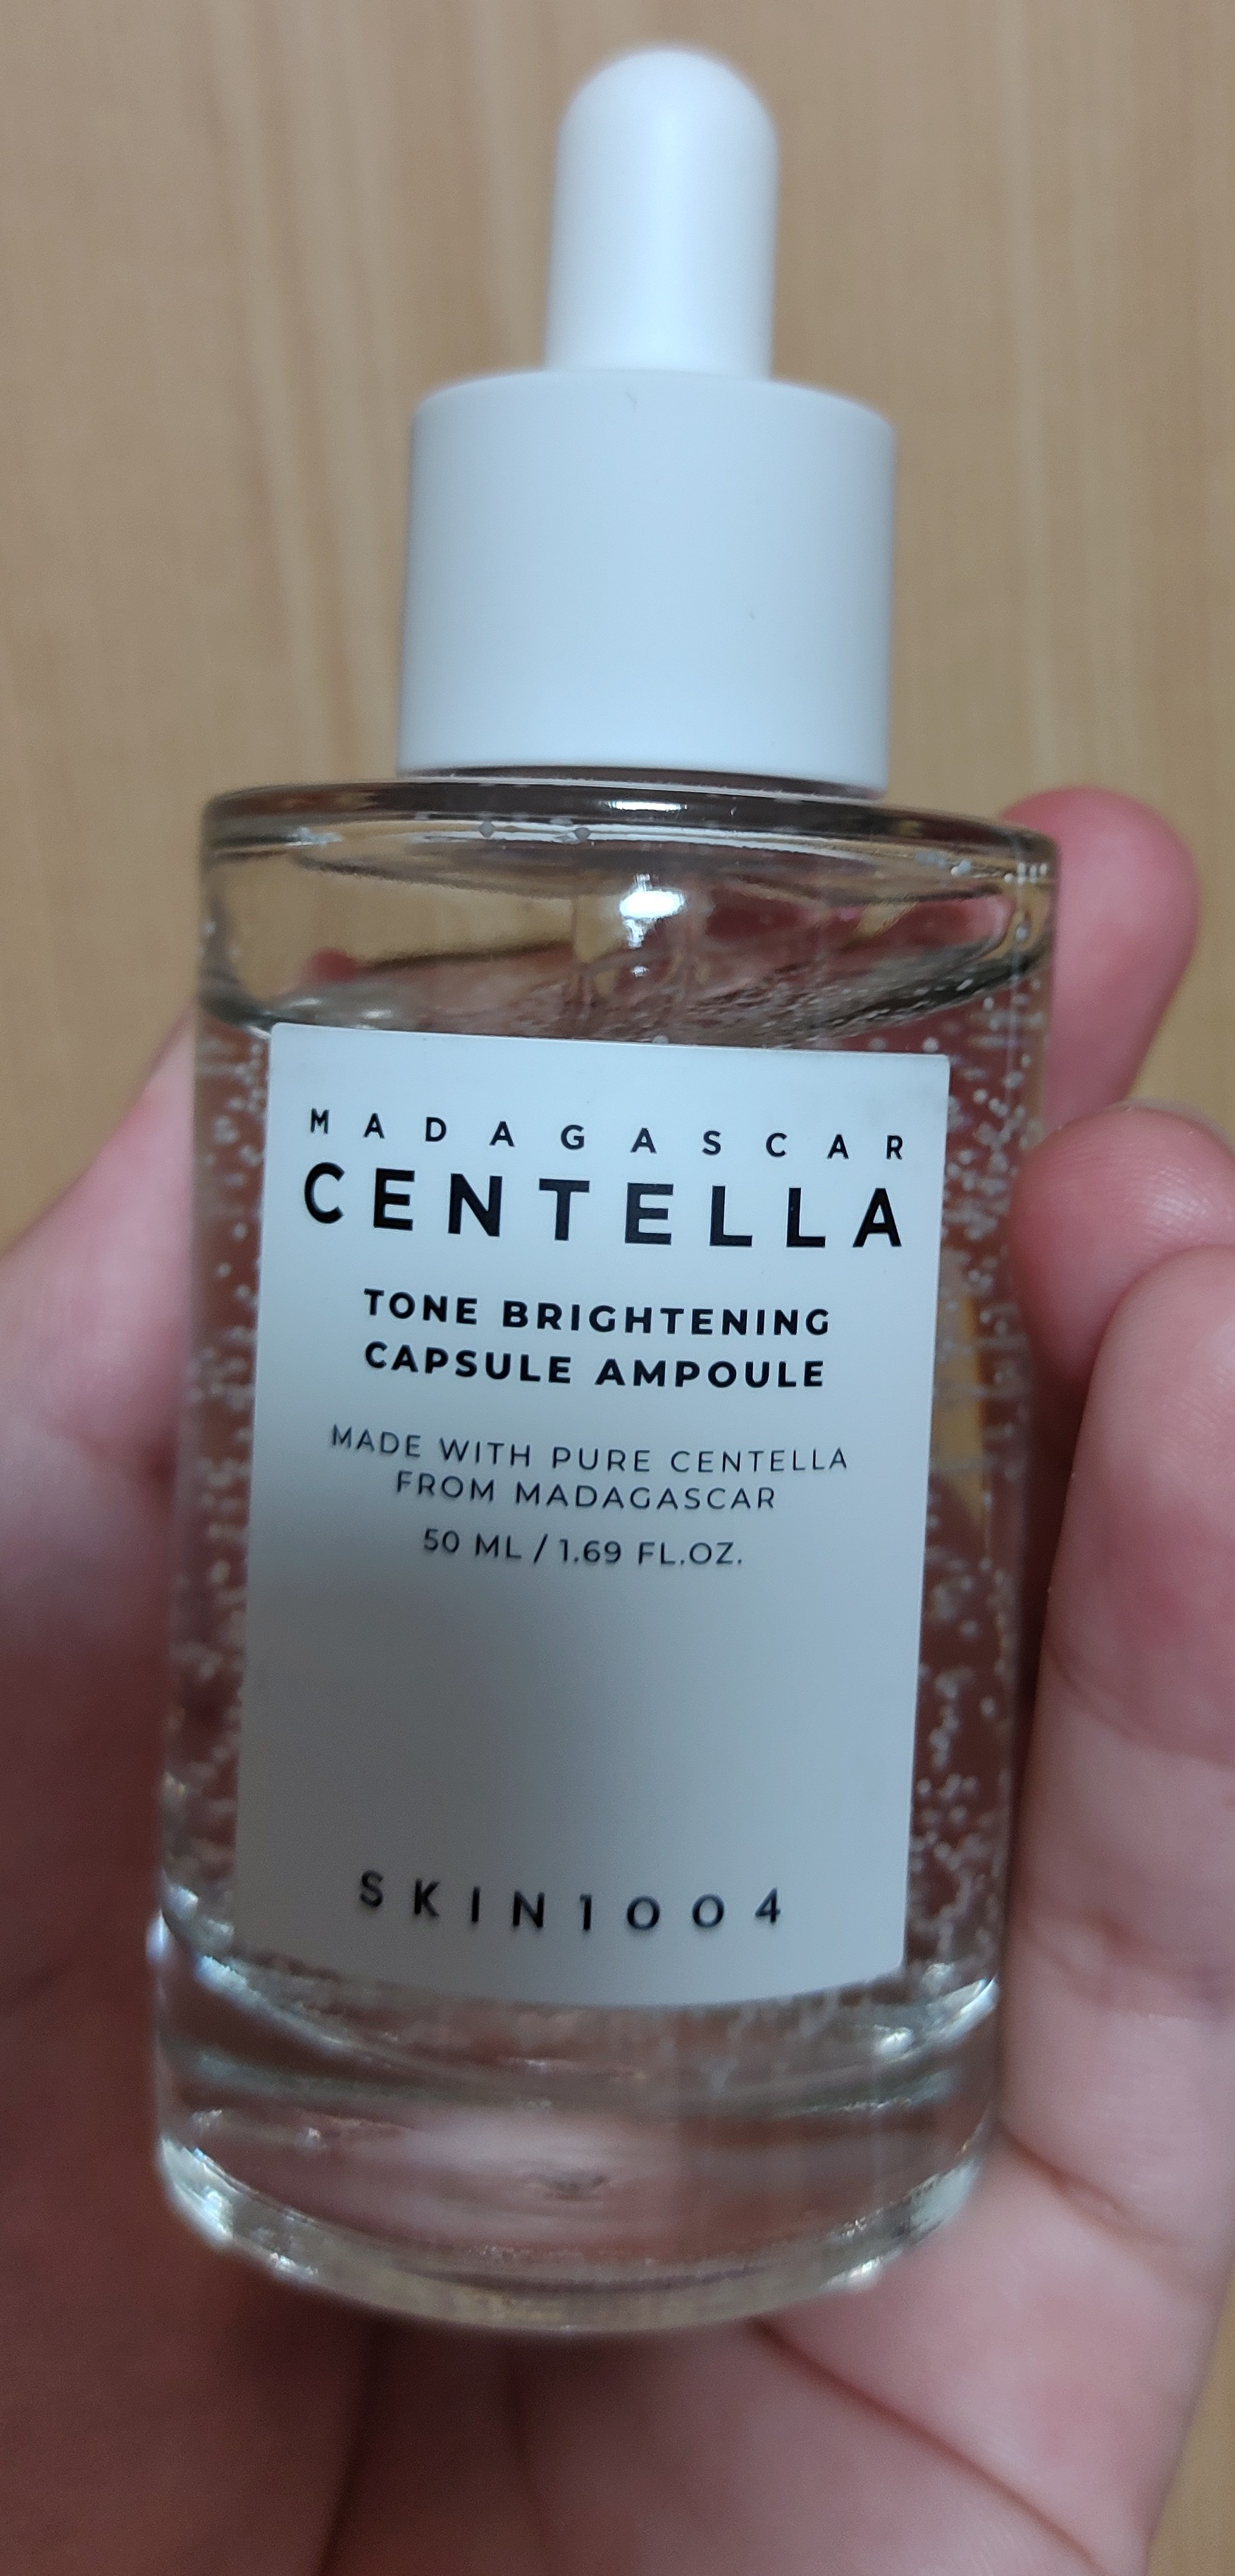 MADAGASCAR
CENTELLA
TONE BRIGHTENING
CAPSULE AMPOULE
MADE WITH PURE CENTELLA
FROM MADAGASCAR
50 ML / 1.69 FL.OZ.
SKIN1004